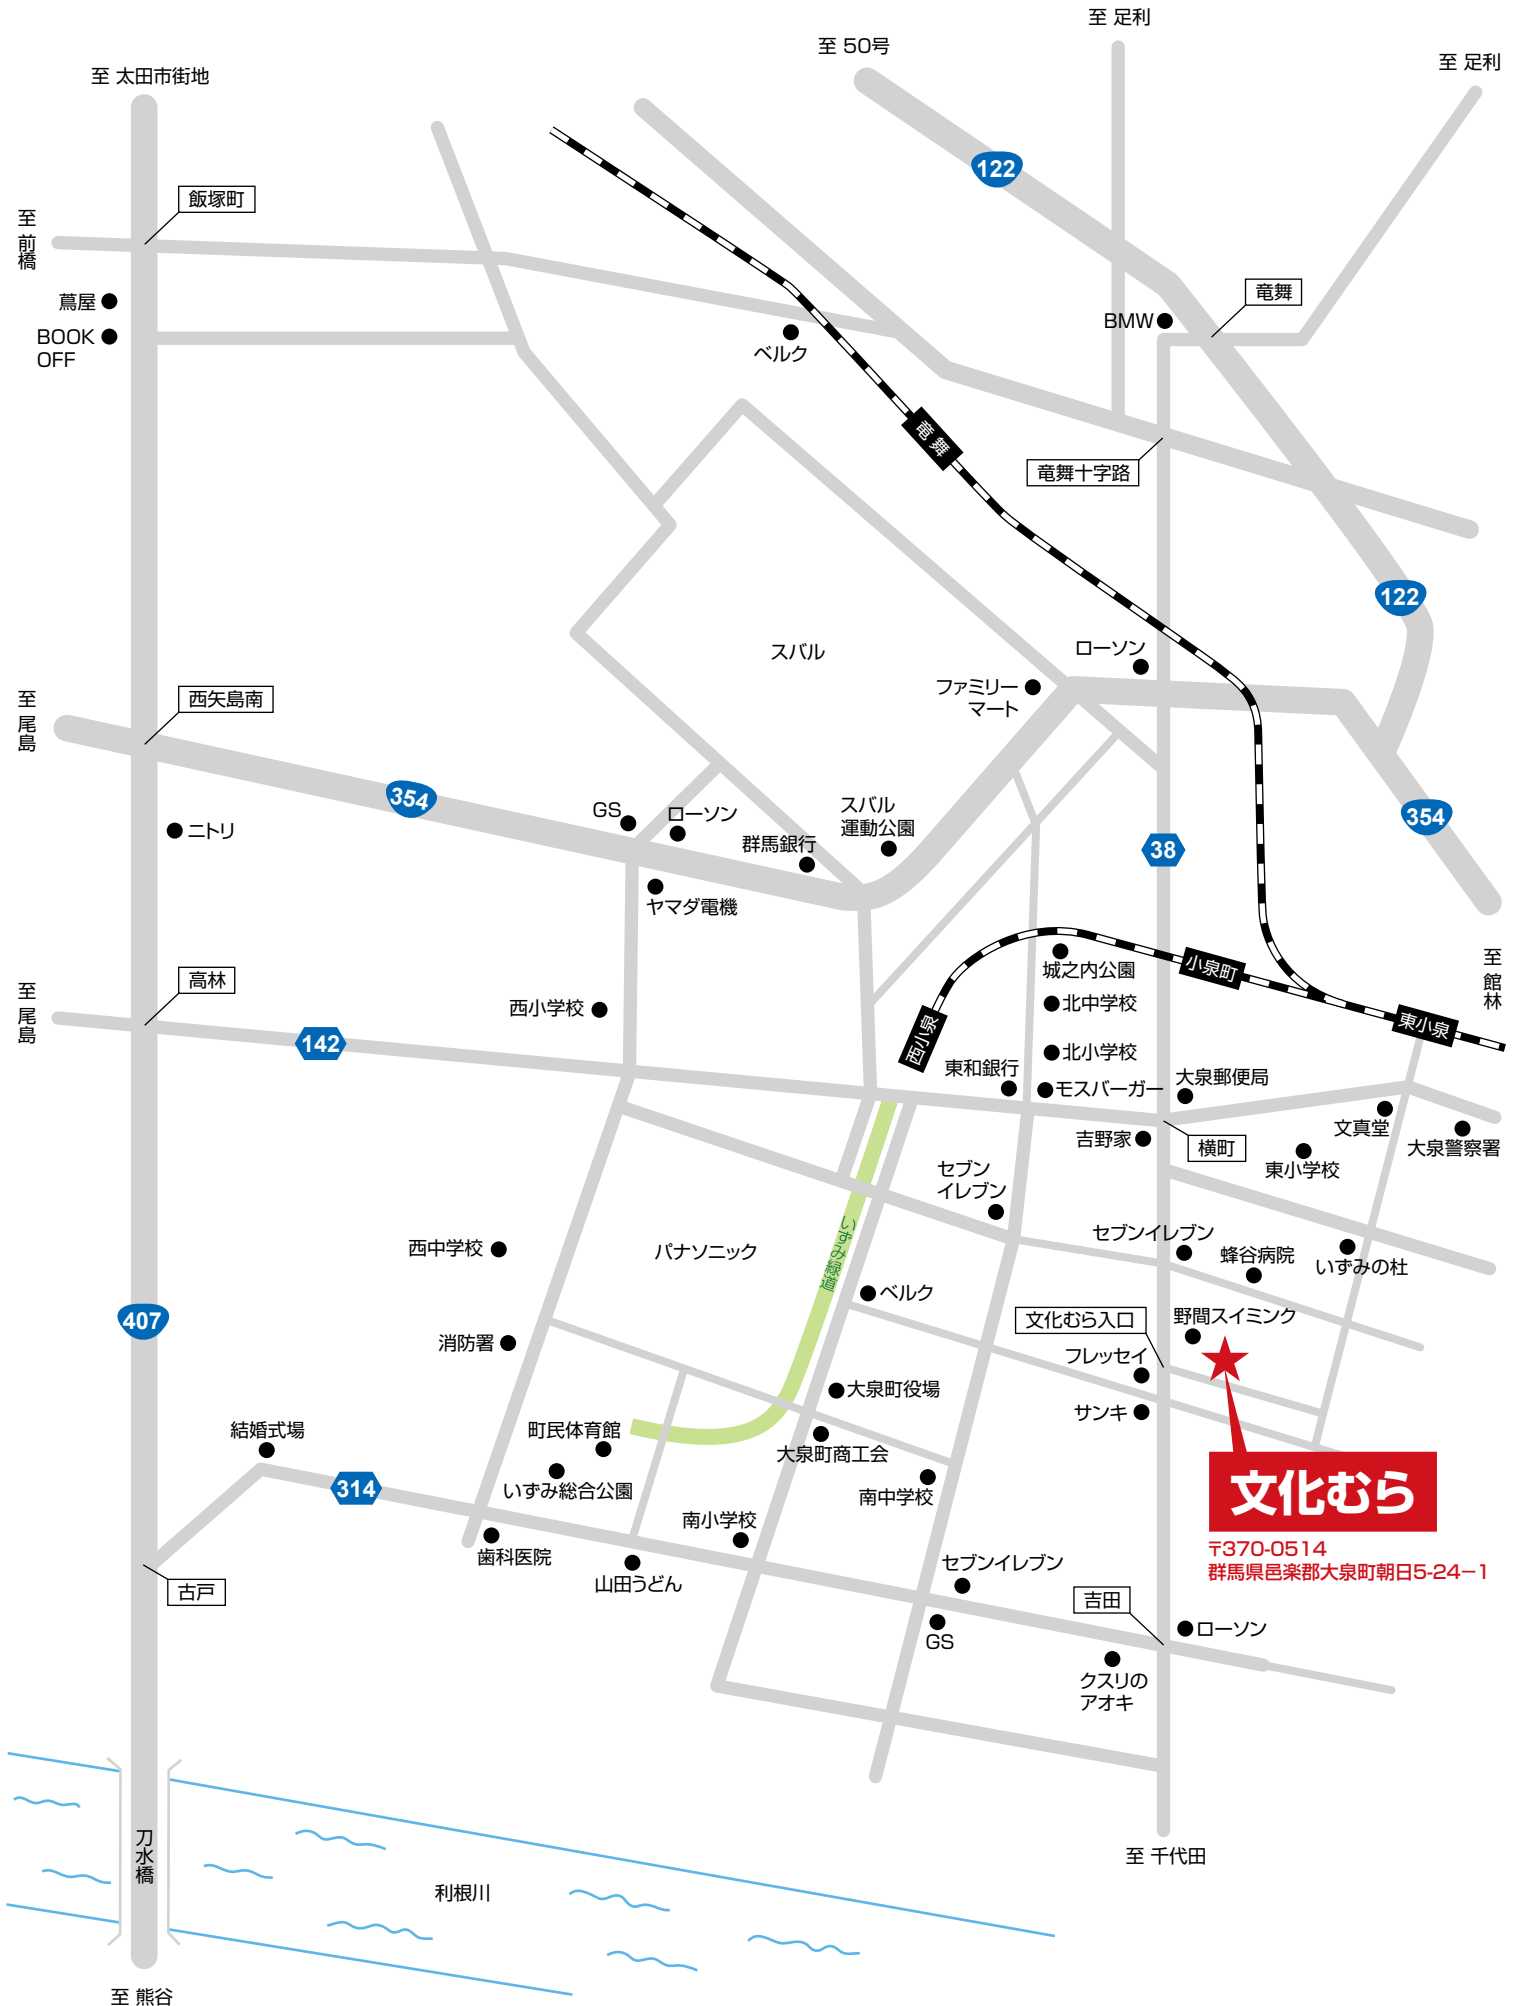 至 足利
至 50号
至 足利
至 太田市街地
122
飯塚町
至 前橋
竜舞
蔦屋
BMW
BOOK
OFF
ベルク
竜舞
竜舞十字路
122
スバル
ローソン
ファミリー
マート
至 尾島
西矢島南
354
GS
ローソン
スバル
運動公園
354
ニトリ
群馬銀行
38
ヤマダ電機
至 館林
城之内公園
小泉町
高林
至 尾島
西小学校
北中学校
東小泉
西小泉
142
北小学校
東和銀行
モスバーガー
大泉郵便局
文真堂
吉野家
横町
大泉警察署
東小学校
セブン
イレブン
いずみ緑道
セブンイレブン
西中学校
パナソニック
蜂谷病院
いずみの杜
ベルク
407
文化むら入口
野間スイミング
消防署
フレッセイ
大泉町役場
サンキ
結婚式場
町民体育館
大泉町商工会
314
いずみ総合公園
南中学校
文化むら
南小学校
〒370-0514
群馬県邑楽郡大泉町朝日5-24-1
歯科医院
山田うどん
セブンイレブン
古戸
吉田
ローソン
GS
クスリの
アオキ
刀水橋
至 千代田
利根川
至 熊谷